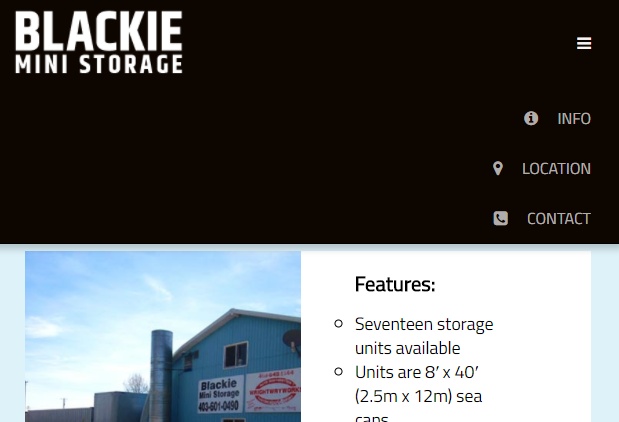 BLACKIE
MINI STORAGE
INFO
LOCATION
CONTACT
Features:
Seventeen storage
units available
Units are 8’ x 40’
(2.5m x 12m) sea
cans
Blackie
Mini Storage
403-601-0490